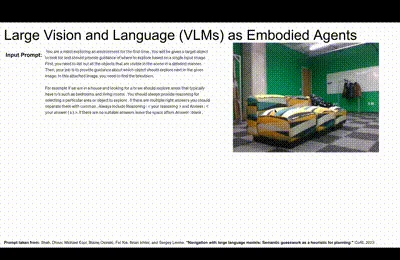 Large Vision and Language (VLMs) as Embodied Agents
Input Prompt:
You are a robot exploring an environment for the first time. You will be given a target object
to look for and should provide guidance of where to explore based on a single input image.
First, you need to list out all the objects that are visible in the scene in a detailed manner.
Then, your job is to provide guidance about which object should explore next in the given
image. In this attached image, you need to find the television.
For example if we are in a house and looking for a tv we should explore areas that typically
have tv's such as bedrooms and living rooms. You should always provide reasoning for
selecting a particular area or object to explore. If there are multiple right answers you should
separate them with commas. Always include Reasoning: < your reasoning > and Answer: <
your answer (s) >. If there are no suitable answers leave the space after Answer: blank.
Prompt taken from: Shah, Dhruv, Michael Equi, Błażej Osiński, Fei Xia, Brian Ichter, and Sergey Levine. "Navigation with large language models: Semantic guesswork as a heuristic for planning." CoRL 2023